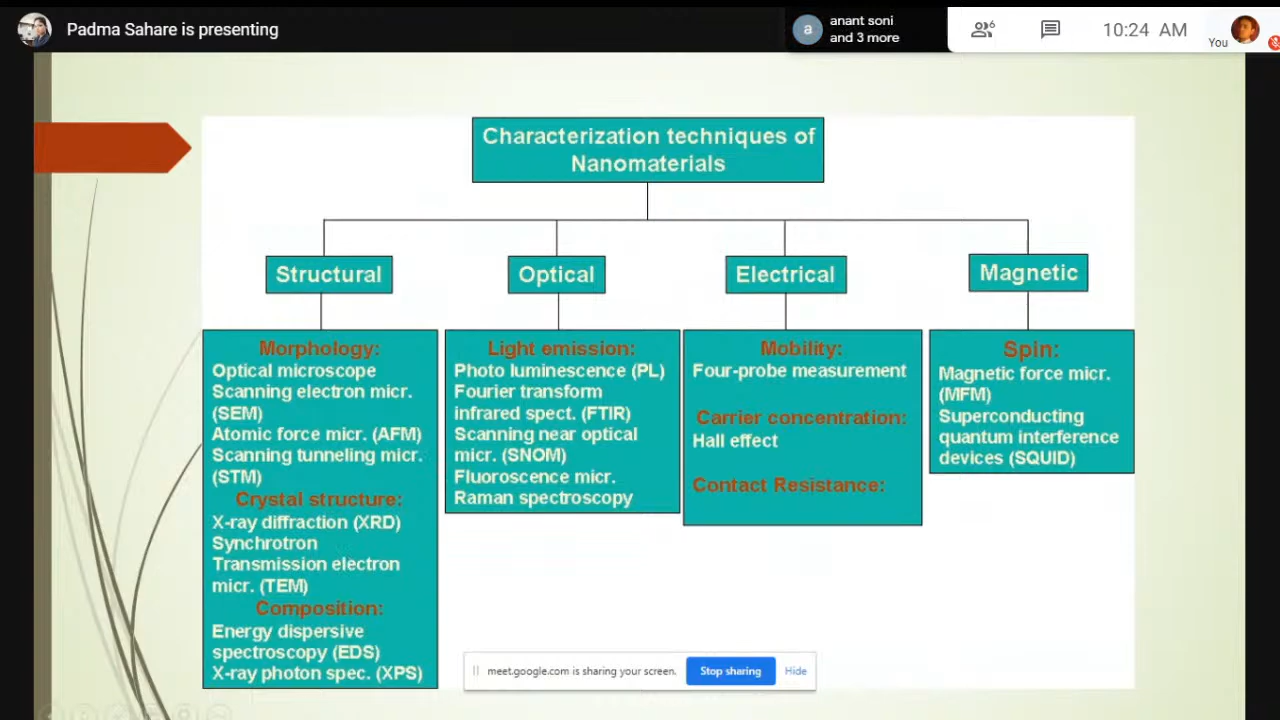 Padma Sahare is presenting
a
anant soni
and 3 more
6
10:24 AM
You
Characterization techniques of
Nanomaterials
Structural
Optical
Electrical
Magnetic
Morphology:
Optical microscope
Scanning electron micr.
(SEM)
Atomic force micr. (AFM)
Scanning tunneling micr.
(STM)
Crystal structure:
X-ray diffraction (XRD)
Synchrotron
Transmission electron
micr. (TEM)
Composition:
Energy dispersive
spectroscopy (EDS)
X-ray photon spec. (XPS)
Light emission:
Photo luminescence (PL)
Fourier transform
infrared spect. (FTIR)
Scanning near optical
micr. (SNOM)
Fluoroscence micr.
Raman spectroscopy
Mobility:
Four-probe measurement
Carrier concentration:
Hall effect
Contact Resistance:
Spin:
Magnetic force micr.
(MFM)
Superconducting
quantum interference
devices (SQUID)
meet.google.com is sharing your screen.
Stop sharing
Hide